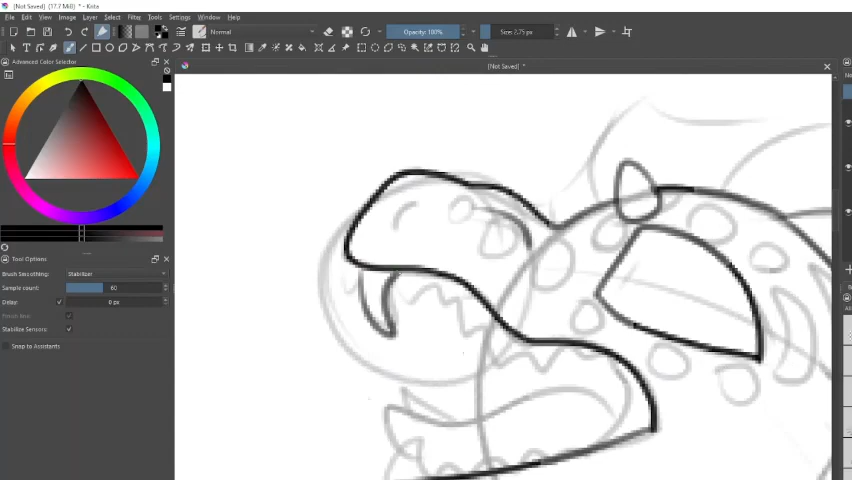 [Not Saved] (17.7 MiB) * - Krita
File Edit View Image Layer Select Filter Tools Settings Window Help
Normal
Opacity: 100%
Size: 2.75 px
Advanced Color Selector
[Not Saved] *
Tool Options
Brush Smoothing: Stabilizer
Sample count: 60
Delay: 0 px
Finish line:
Stabilize Sensors:
Snap to Assistants